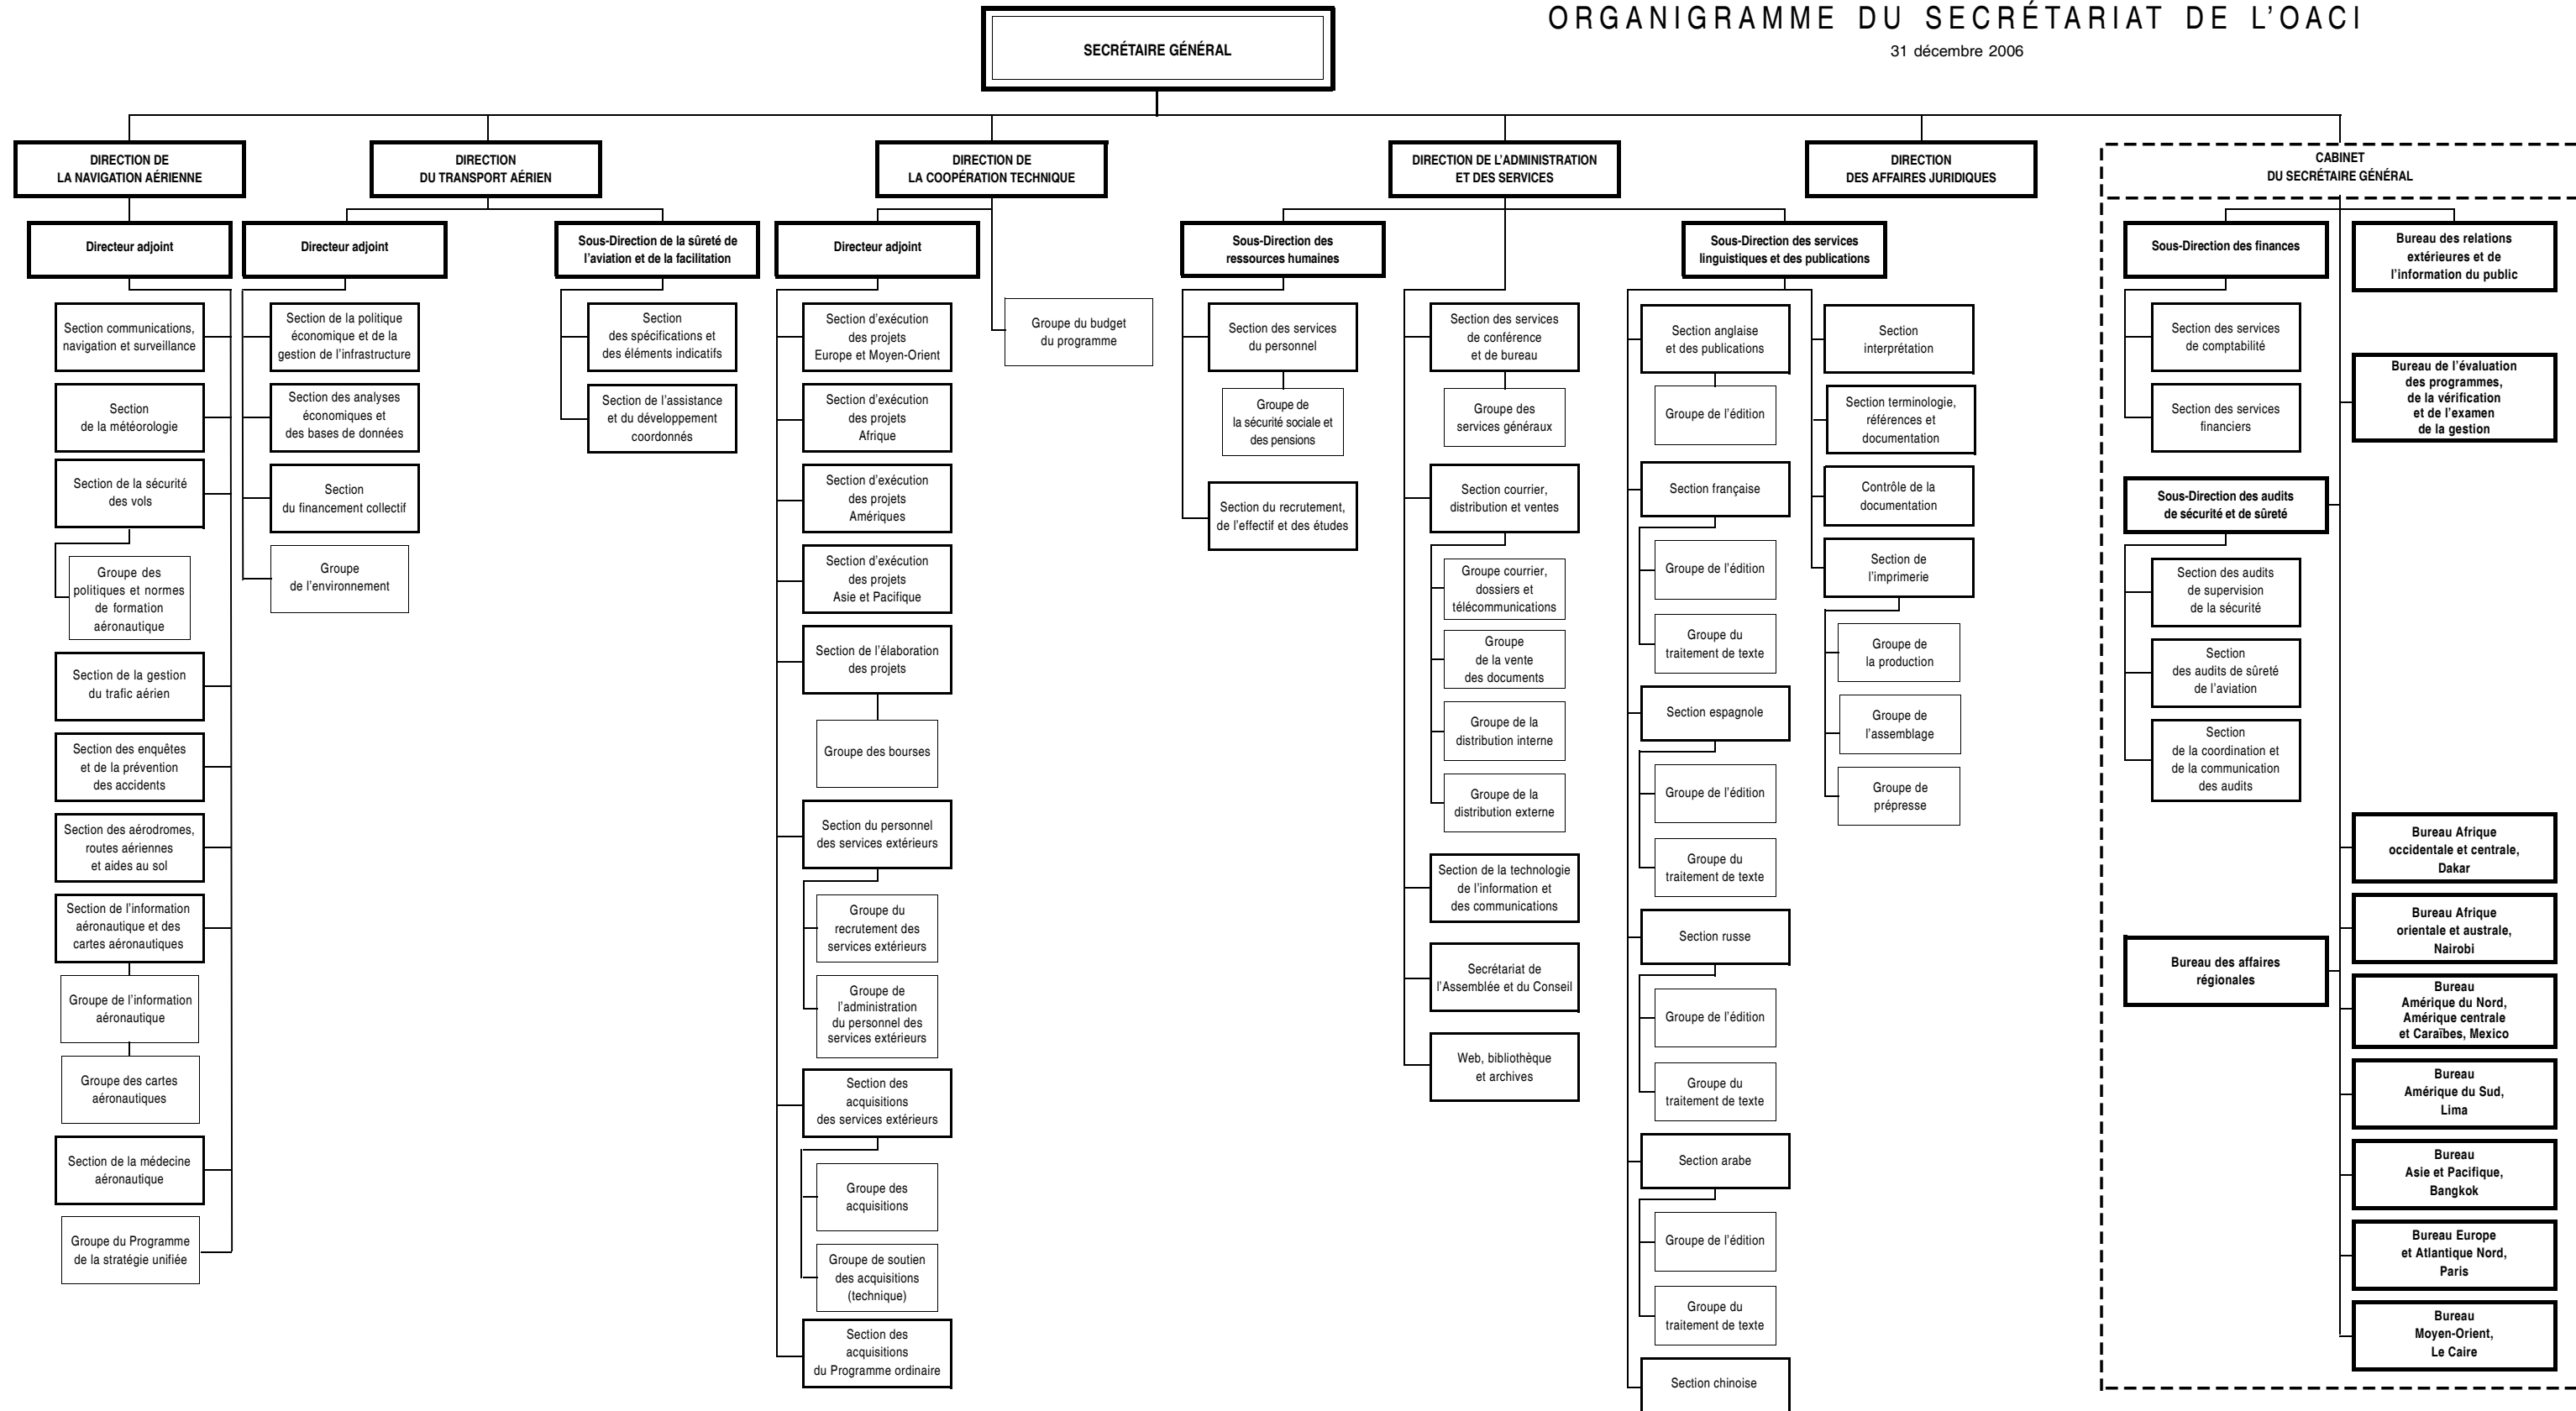 ORGANIGRAMME DU SECRÉTARIAT DE L'OACI
31 décembre 2006
SECRÉTAIRE GÉNÉRAL
DIRECTION DE
LA NAVIGATION AÉRIENNE
Directeur adjoint
Section communications,
navigation et surveillance
Section
de la météorologie
Section de la sécurité
des vols
Groupe des
politiques et normes
de formation
aéronautique
Section de la gestion
du trafic aérien
Section des enquêtes
et de la prévention
des accidents
Section des aérodromes,
routes aériennes
et aides au sol
Section de l'information
aéronautique et des
cartes aéronautiques
Groupe de l'information
aéronautique
Groupe des cartes
aéronautiques
Section de la médecine
aéronautique
Groupe du Programme
de la stratégie unifiée
DIRECTION
DU TRANSPORT AÉRIEN
Directeur adjoint
Section de la politique
économique et de la
gestion de l'infrastructure
Section des analyses
économiques et
des bases de données
Section
du financement collectif
Groupe
de l'environnement
Sous-Direction de la sûreté de
l'aviation et de la facilitation
Section
des spécifications et
des éléments indicatifs
Section de l'assistance
et du développement
coordonnés
DIRECTION DE
LA COOPÉRATION TECHNIQUE
Directeur adjoint
Section d'exécution
des projets
Europe et Moyen-Orient
Section d'exécution
des projets
Afrique
Section d'exécution
des projets
Amériques
Section d'exécution
des projets
Asie et Pacifique
Section de l'élaboration
des projets
Groupe des bourses
Section du personnel
des services extérieurs
Groupe du
recrutement des
services extérieurs
Groupe de
l'administration
du personnel des
services extérieurs
Section des
acquisitions
des services extérieurs
Groupe des
acquisitions
Groupe de soutien
des acquisitions
(technique)
Section des
acquisitions
du Programme ordinaire
Groupe du budget
du programme
DIRECTION DE L'ADMINISTRATION
ET DES SERVICES
Sous-Direction des
ressources humaines
Section des services
du personnel
Groupe de
la sécurité sociale et
des pensions
Section du recrutement,
de l'effectif et des études
Section des services
de conférence
et de bureau
Groupe des
services généraux
Section courrier,
distribution et ventes
Groupe courrier,
dossiers et
télécommunications
Groupe
de la vente
des documents
Groupe de la
distribution interne
Groupe de la
distribution externe
Section de la technologie
de l'information et
des communications
Secrétariat de
l'Assemblée et du Conseil
Web, bibliothèque
et archives
Sous-Direction des services
linguistiques et des publications
Section anglaise
et des publications
Groupe de l'édition
Section française
Groupe de l'édition
Groupe du
traitement de texte
Section espagnole
Groupe de l'édition
Groupe du
traitement de texte
Section russe
Groupe de l'édition
Groupe du
traitement de texte
Section arabe
Groupe de l'édition
Groupe du
traitement de texte
Section chinoise
Section
interprétation
Section terminologie,
références et
documentation
Contrôle de la
documentation
Section de
l'imprimerie
Groupe de
la production
Groupe de
l'assemblage
Groupe de
prépresse
DIRECTION
DES AFFAIRES JURIDIQUES
CABINET
DU SECRÉTAIRE GÉNÉRAL
Sous-Direction des finances
Section des services
de comptabilité
Section des services
financiers
Sous-Direction des audits
de sécurité et de sûreté
Section des audits
de supervision
de la sécurité
Section
des audits de sûreté
de l'aviation
Section
de la coordination et
de la communication
des audits
Bureau des affaires
régionales
Bureau des relations
extérieures et de
l'information du public
Bureau de l'évaluation
des programmes,
de la vérification
et de l'examen
de la gestion
Bureau Afrique
occidentale et centrale,
Dakar
Bureau Afrique
orientale et australe,
Nairobi
Bureau
Amérique du Nord,
Amérique centrale
et Caraïbes, Mexico
Bureau
Amérique du Sud,
Lima
Bureau
Asie et Pacifique,
Bangkok
Bureau Europe
et Atlantique Nord,
Paris
Bureau
Moyen-Orient,
Le Caire